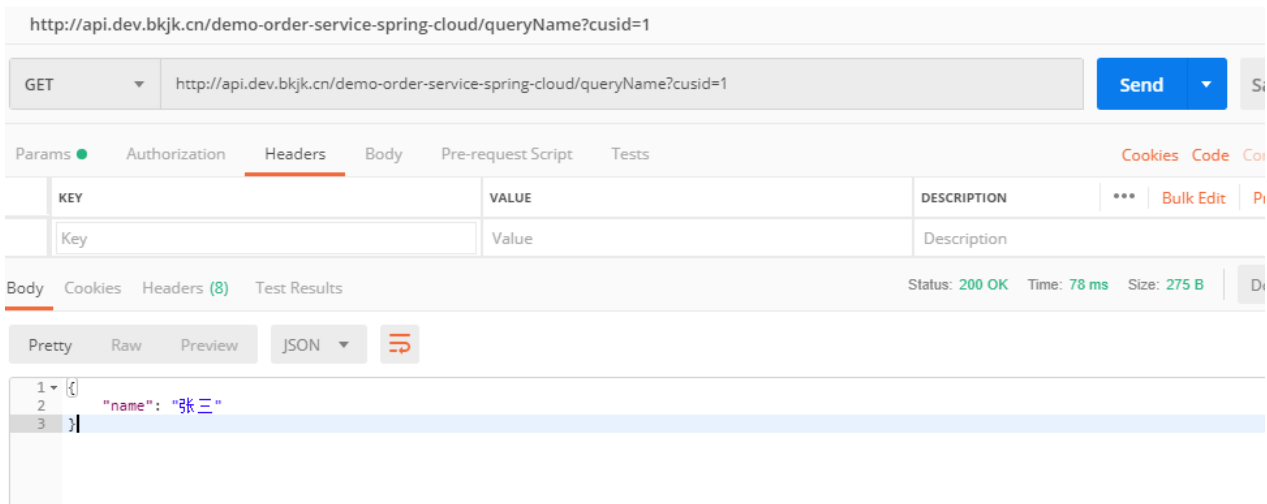 http://api.dev.bkjk.cn/demo-order-service-spring-cloud/queryName?cusid=1
GET http://api.dev.bkjk.cn/demo-order-service-spring-cloud/queryName?cusid=1 Send Sa
Params Authorization Headers Body Pre-request Script Tests Cookies Code Co
KEY VALUE DESCRIPTION ••• Bulk Edit Pr
Key Value Description
Body Cookies Headers (8) Test Results Status: 200 OK Time: 78 ms Size: 275 B
Pretty Raw Preview JSON
1 {
2 "name": "张三"
3 }